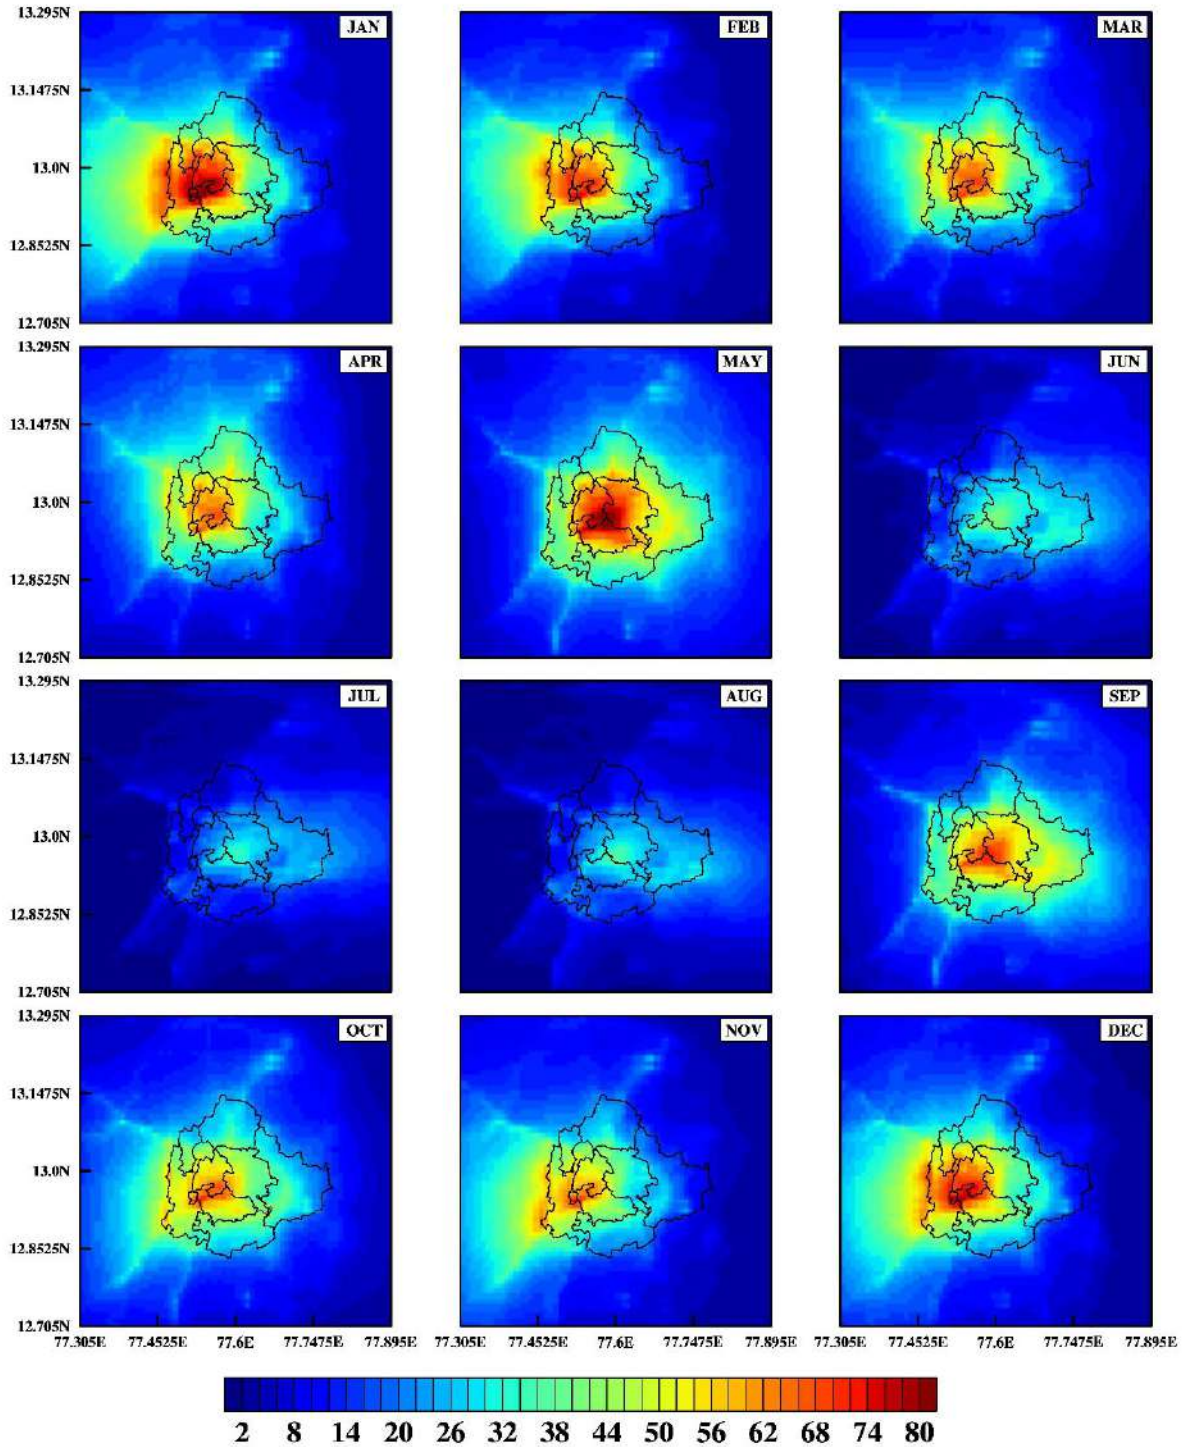 13.295N
JAN
FEB
MAR
13.1475N
13.0N
12.8525N
12.705N
13.295N
APR
MAY
JUN
13.1475N
13.0N
12.8525N
12.705N
13.295N
JUL
AUG
SEP
13.1475N
13.0N
12.8525N
12.705N
13.295N
OCT
NOV
DEC
13.1475N
13.0N
12.8525N
12.705N
77.305E 77.4525E 77.6E 77.7475E 77.895E 77.305E 77.4525E 77.6E 77.7475E 77.895E 77.305E 77.4525E 77.6E 77.7475E 77.895E
2 8 14 20 26 32 38 44 50 56 62 68 74 80